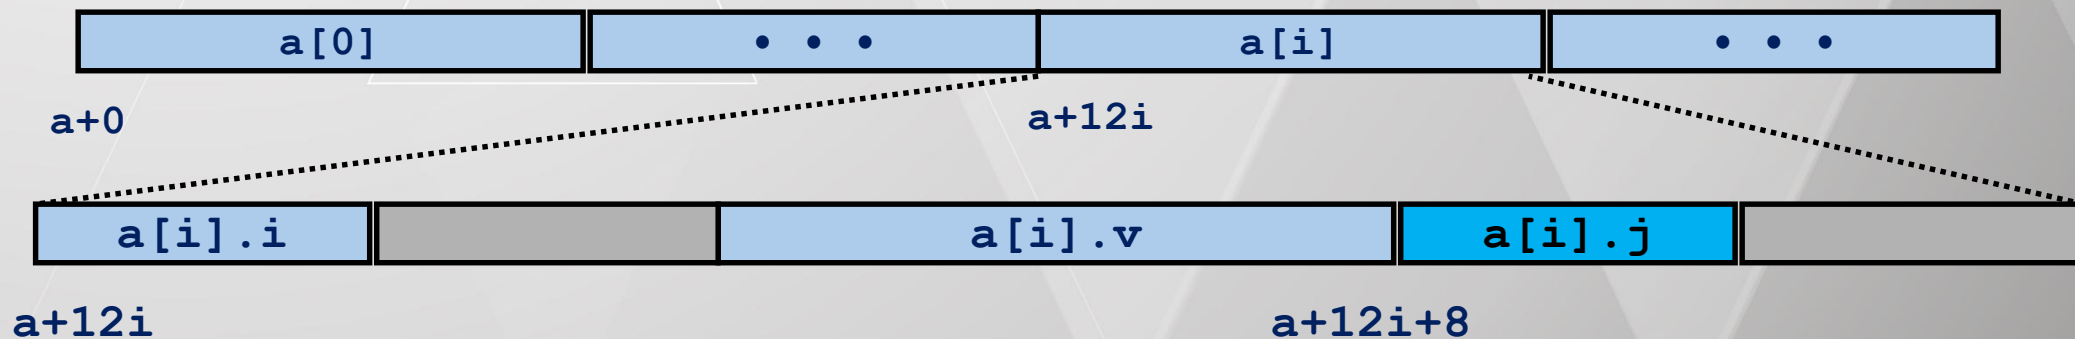 a[0] • • • a[i] • • •
a+0 a+12i
a[i].i a[i].v a[i].j
a+12i a+12i+8